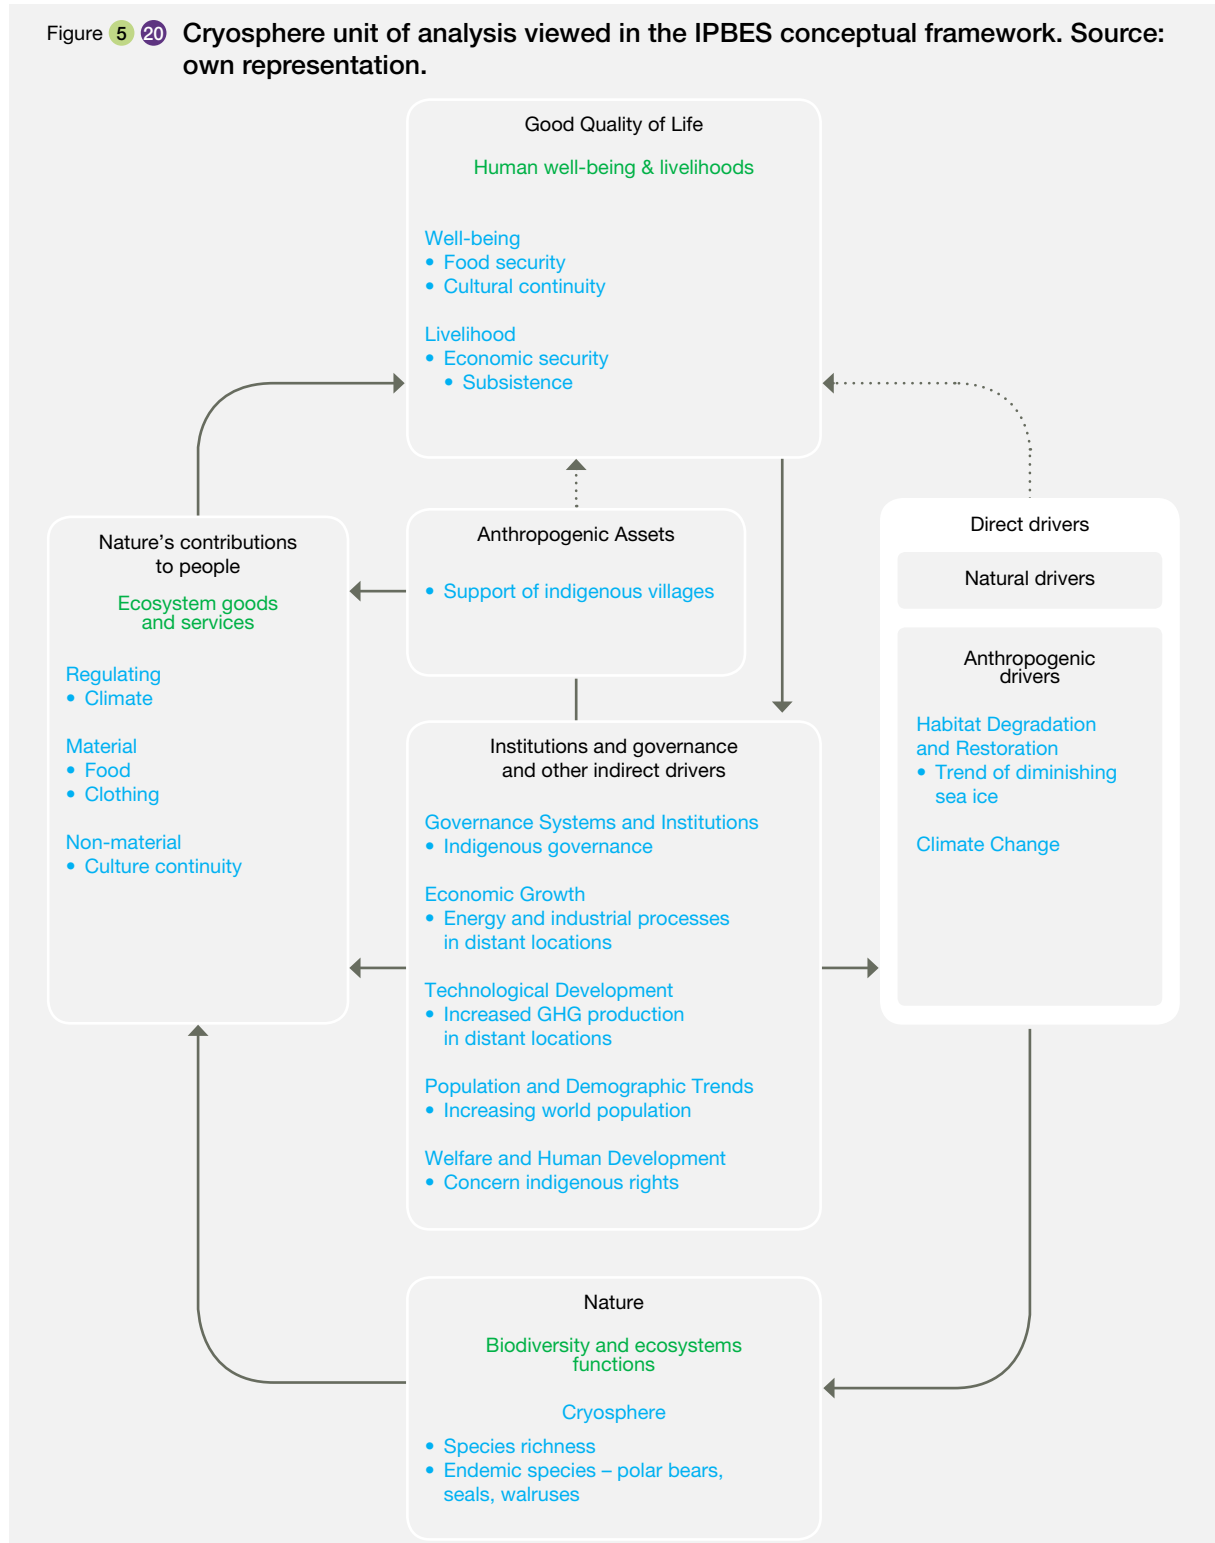 Figure 5 20 Cryosphere unit of analysis viewed in the IPBES conceptual framework. Source:
own representation.
Good Quality of Life
Human well-being & livelihoods
Well-being
• Food security
• Cultural continuity
Livelihood
• Economic security
• Subsistence
Nature's contributions
to people
Ecosystem goods
and services
Regulating
• Climate
Material
• Food
• Clothing
Non-material
• Culture continuity
Anthropogenic Assets
• Support of indigenous villages
Institutions and governance
and other indirect drivers
Governance Systems and Institutions
• Indigenous governance
Economic Growth
• Energy and industrial processes
in distant locations
Technological Development
• Increased GHG production
in distant locations
Population and Demographic Trends
• Increasing world population
Welfare and Human Development
• Concern indigenous rights
Direct drivers
Natural drivers
Anthropogenic
drivers
Habitat Degradation
and Restoration
• Trend of diminishing
sea ice
Climate Change
Nature
Biodiversity and ecosystems
functions
Cryosphere
• Species richness
• Endemic species – polar bears,
seals, walruses